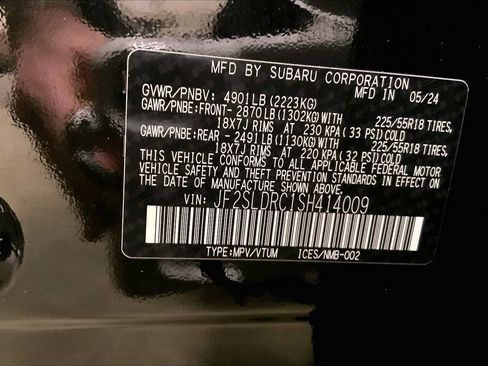 MFD BY SUBARU CORPORATION
GVWR/PNBV: 4901LB(2223KG) MFD IN 05/24
GAWR/PNBE:FRONT- 2870LB(1302KG)WITH 225/55R18 TIRES,
18X7J RIMS AT 230 KPA(33 PSI)COLD
GAWR/PNBE:REAR - 2491LB(1130KG)WITH 225/55R18 TIRES,
18X7J RIMS AT 220 KPA(32 PSI)COLD
THIS VEHICLE CONFORMS TO ALL APPLICABLE FEDERAL MOTOR
VEHICLE SAFETY AND THEFT PREVENTION STANDARDS IN EFFECT
ON THE DATE OF MANUFACTURE SHOWN ABOVE.
VIN: JF2SLDRC1SH414009
TYPE:MPV/VTUM ICES/NMB-002